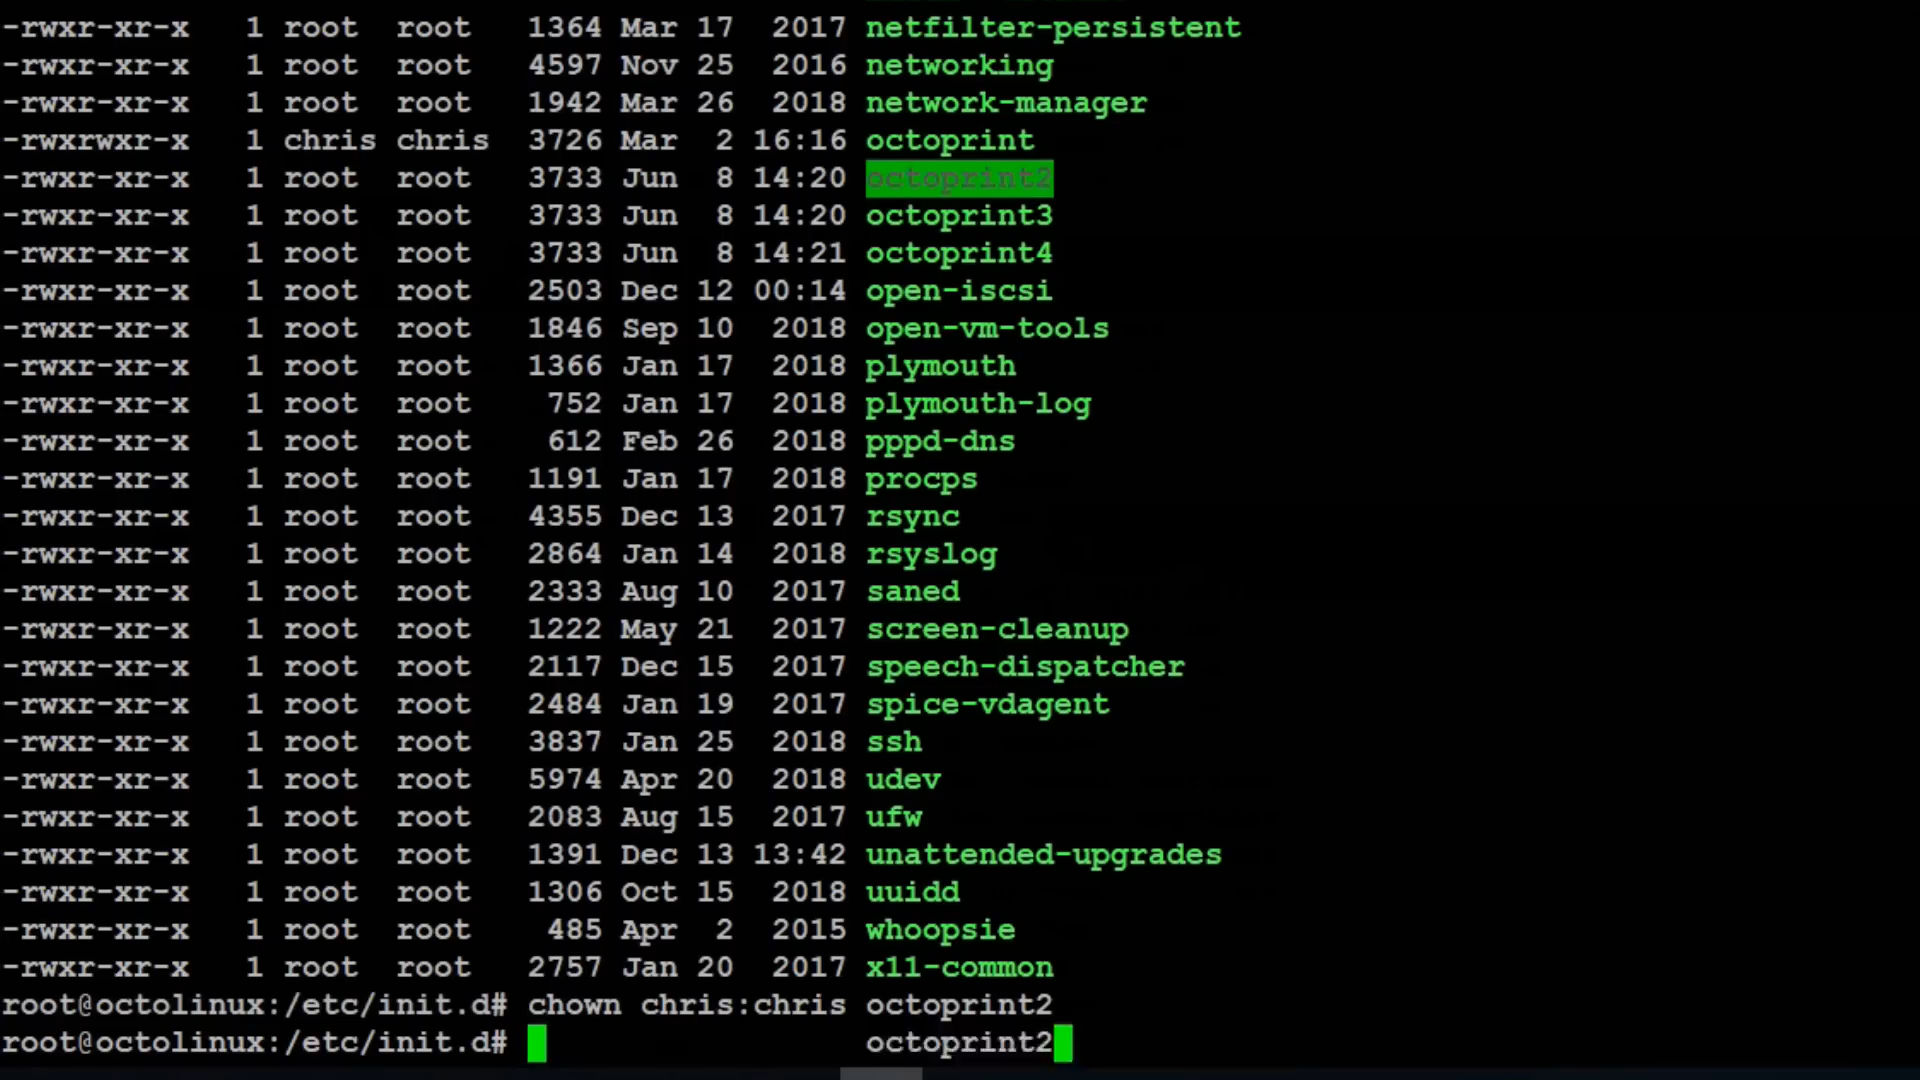 -rwxr-xr-x 1 root root 1364 Mar 17 2017 netfilter-persistent
-rwxr-xr-x 1 root root 4597 Nov 25 2016 networking
-rwxr-xr-x 1 root root 1942 Mar 26 2018 network-manager
-rwxrwxr-x 1 chris chris 3726 Mar 2 16:16 octoprint
-rwxr-xr-x 1 root root 3733 Jun 8 14:20 octoprint2
-rwxr-xr-x 1 root root 3733 Jun 8 14:20 octoprint3
-rwxr-xr-x 1 root root 3733 Jun 8 14:21 octoprint4
-rwxr-xr-x 1 root root 2503 Dec 12 00:14 open-iscsi
-rwxr-xr-x 1 root root 1846 Sep 10 2018 open-vm-tools
-rwxr-xr-x 1 root root 1366 Jan 17 2018 plymouth
-rwxr-xr-x 1 root root 752 Jan 17 2018 plymouth-log
-rwxr-xr-x 1 root root 612 Feb 26 2018 pppd-dns
-rwxr-xr-x 1 root root 1191 Jan 17 2018 procps
-rwxr-xr-x 1 root root 4355 Dec 13 2017 rsync
-rwxr-xr-x 1 root root 2864 Jan 14 2018 rsyslog
-rwxr-xr-x 1 root root 2333 Aug 10 2017 saned
-rwxr-xr-x 1 root root 1222 May 21 2017 screen-cleanup
-rwxr-xr-x 1 root root 2117 Dec 15 2017 speech-dispatcher
-rwxr-xr-x 1 root root 2484 Jan 19 2017 spice-vdagent
-rwxr-xr-x 1 root root 3837 Jan 25 2018 ssh
-rwxr-xr-x 1 root root 5974 Apr 20 2018 udev
-rwxr-xr-x 1 root root 2083 Aug 15 2017 ufw
-rwxr-xr-x 1 root root 1391 Dec 13 13:42 unattended-upgrades
-rwxr-xr-x 1 root root 1306 Oct 15 2018 uuidd
-rwxr-xr-x 1 root root 485 Apr 2 2015 whoopsie
-rwxr-xr-x 1 root root 2757 Jan 20 2017 x11-common
root@octolinux:/etc/init.d# chown chris:chris octoprint2
root@octolinux:/etc/init.d# octoprint2